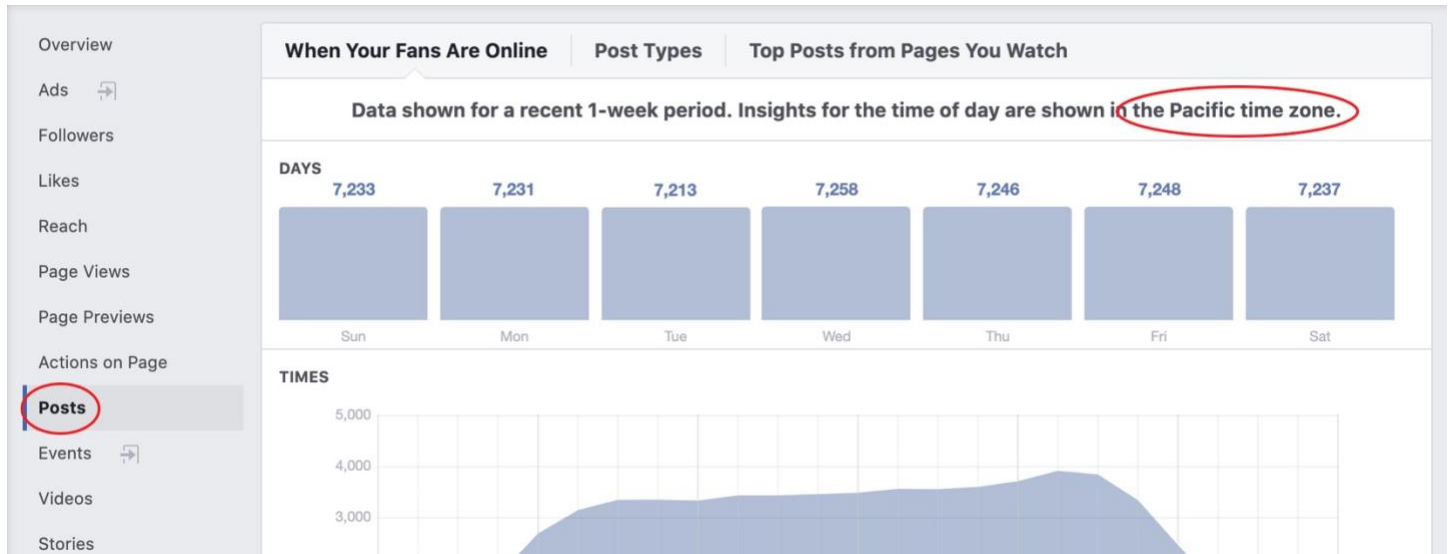 Overview
Ads
Followers
Likes
Reach
Page Views
Page Previews
Actions on Page
Posts
Events
Videos
Stories
When Your Fans Are Online Post Types Top Posts from Pages You Watch
Data shown for a recent 1-week period. Insights for the time of day are shown in the Pacific time zone.
DAYS
7,233 7,231 7,213 7,258 7,246 7,248 7,237
Sun Mon Tue Wed Thu Fri Sat
TIMES
5,000
4,000
3,000